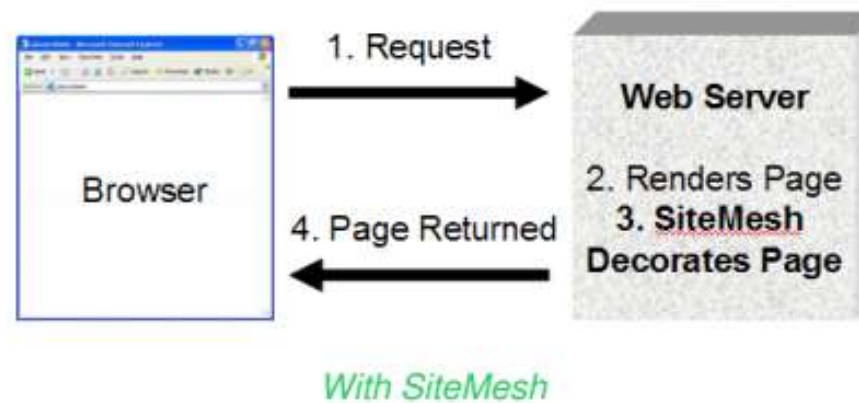 1. Request
Web Server
Browser
2. Renders Page
3. SiteMesh
Decorates Page
4. Page Returned
With SiteMesh